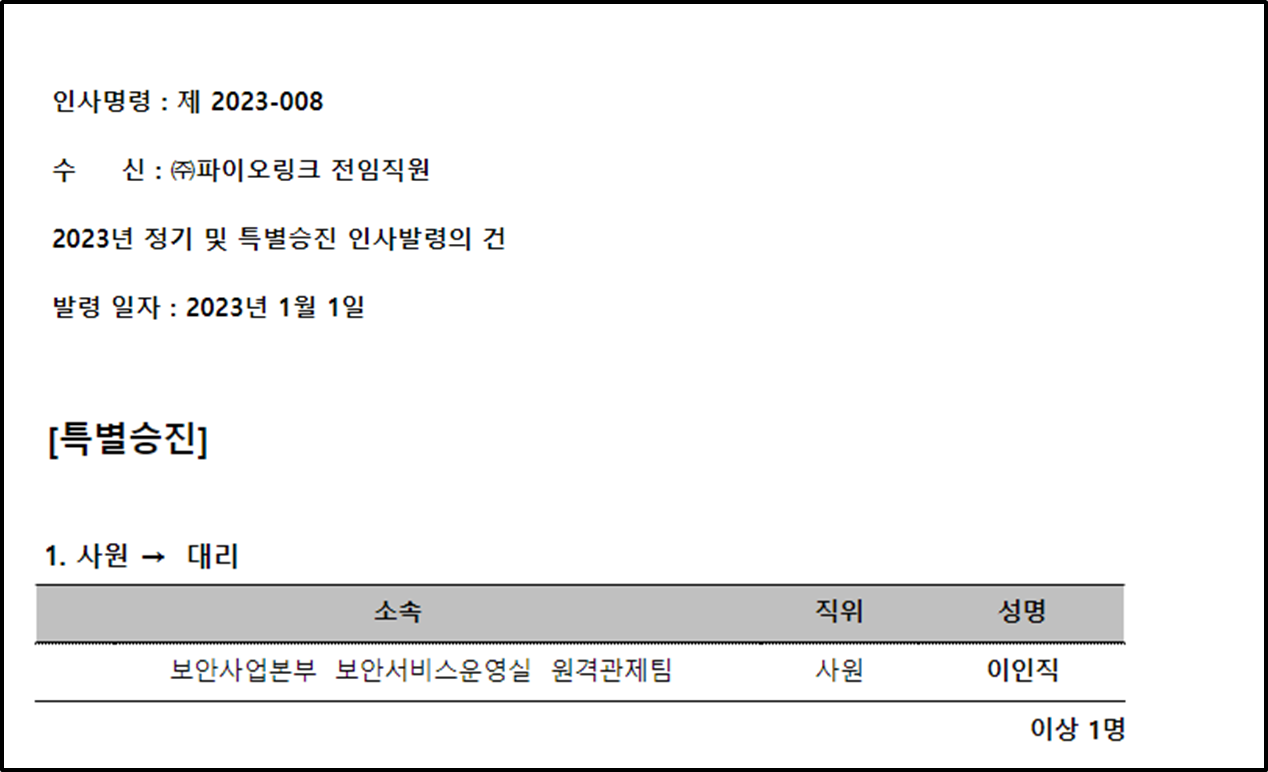 인사명령 : 제 2023-008
수 신 : ㈜파이오링크 전임직원
2023년 정기 및 특별승진 인사발령의 건
발령 일자 : 2023년 1월 1일
[특별승진]
1. 사원 → 대리
소속 직위 성명
보안사업본부 보안서비스운영실 원격관제팀 사원 이인직
이상 1명